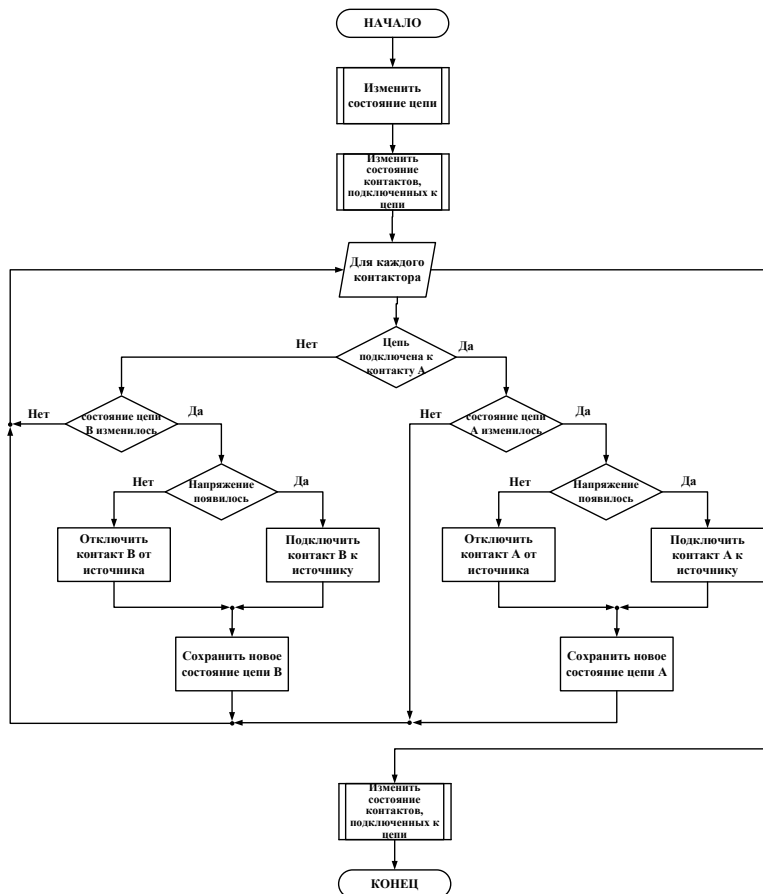 НАЧАЛО
Изменить
состояние цепи
Изменить
состояние
контактов,
подключенных к
цепи
Для каждого
контактора
Нет
Цепь
подключена к
контакту А
Да
Нет
состояние цепи
В изменилось
Да
Нет
состояние цепи
А изменилось
Да
Нет
Напряжение
появилось
Да
Нет
Напряжение
появилось
Да
Отключить
контакт В от
источника
Подключить
контакт В к
источнику
Отключить
контакт А от
источника
Подключить
контакт А к
источнику
Сохранить новое
состояние цепи В
Сохранить новое
состояние цепи А
Изменить
состояние
контактов,
подключенных к
цепи
КОНЕЦ